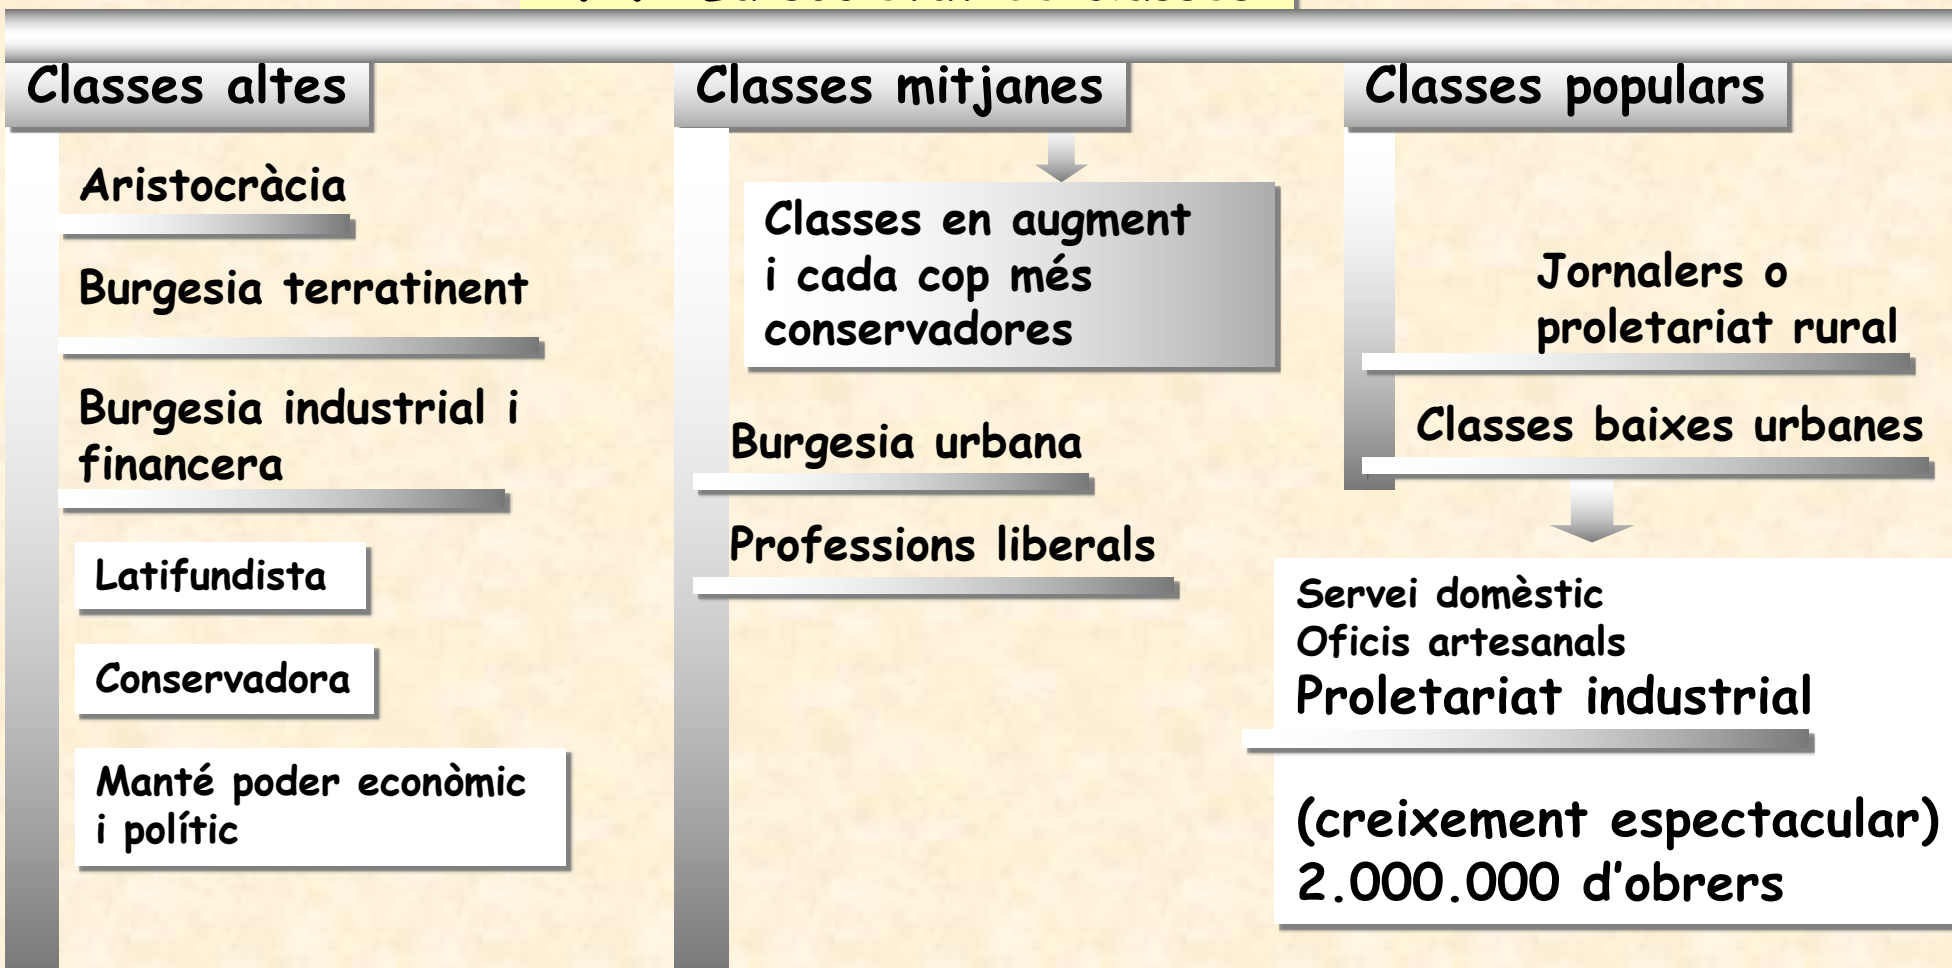 Classes altes
Aristocràcia
Burgesia terratinent
Burgesia industrial i
financera
Latifundista
Conservadora
Manté poder econòmic
i polític
Classes mitjanes
Classes en augment
i cada cop més
conservadores
Burgesia urbana
Professions liberals
Classes populars
Jornalers o
proletariat rural
Classes baixes urbanes
Servei domèstic
Oficis artesanals
Proletariat industrial
(creixement espectacular)
2.000.000 d'obrers